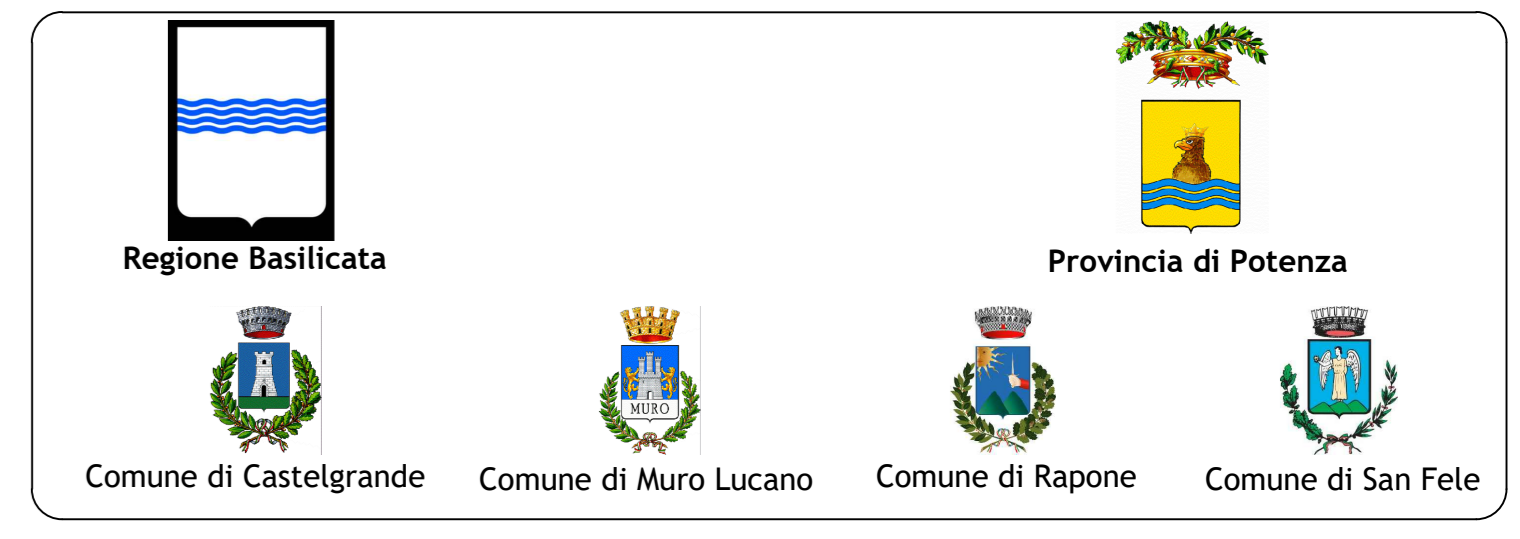 Regione Basilicata
Provincia di Potenza
MURO
Comune di Castelgrande
Comune di Muro Lucano
Comune di Rapone
Comune di San Fele